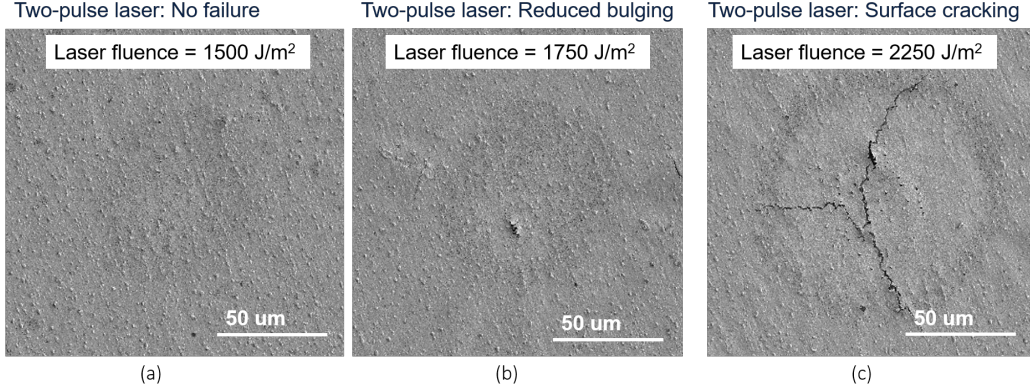 Two-pulse laser: No failure
Two-pulse laser: Reduced bulging
Two-pulse laser: Surface cracking
Laser fluence = 1500 J/m²
Laser fluence = 1750 J/m²
Laser fluence = 2250 J/m²
50 um
50 um
50 um
(a)
(b)
(c)